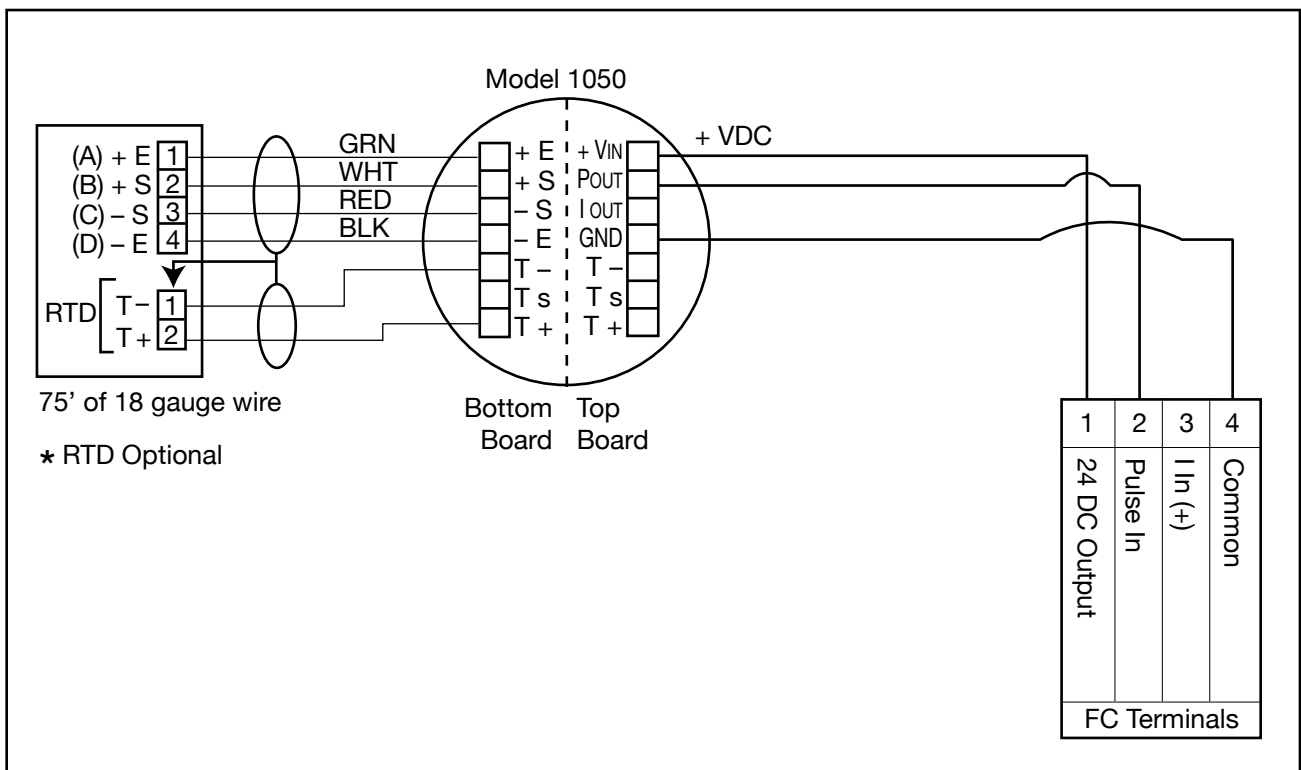 Model 1050
(A) + E 1
(B) + S 2
(C) – S 3
(D) – E 4
RTD
T – 1
T + 2
GRN
WHT
RED
BLK
+ E
+ S
– S
– E
T –
T s
T +
+ VIN
POUT
I OUT
GND
T –
T s
T +
+ VDC
75’ of 18 gauge wire
* RTD Optional
Bottom
Board
Top
Board
1 2 3 4
24 DC Output
Pulse In
I In (+)
Common
FC Terminals